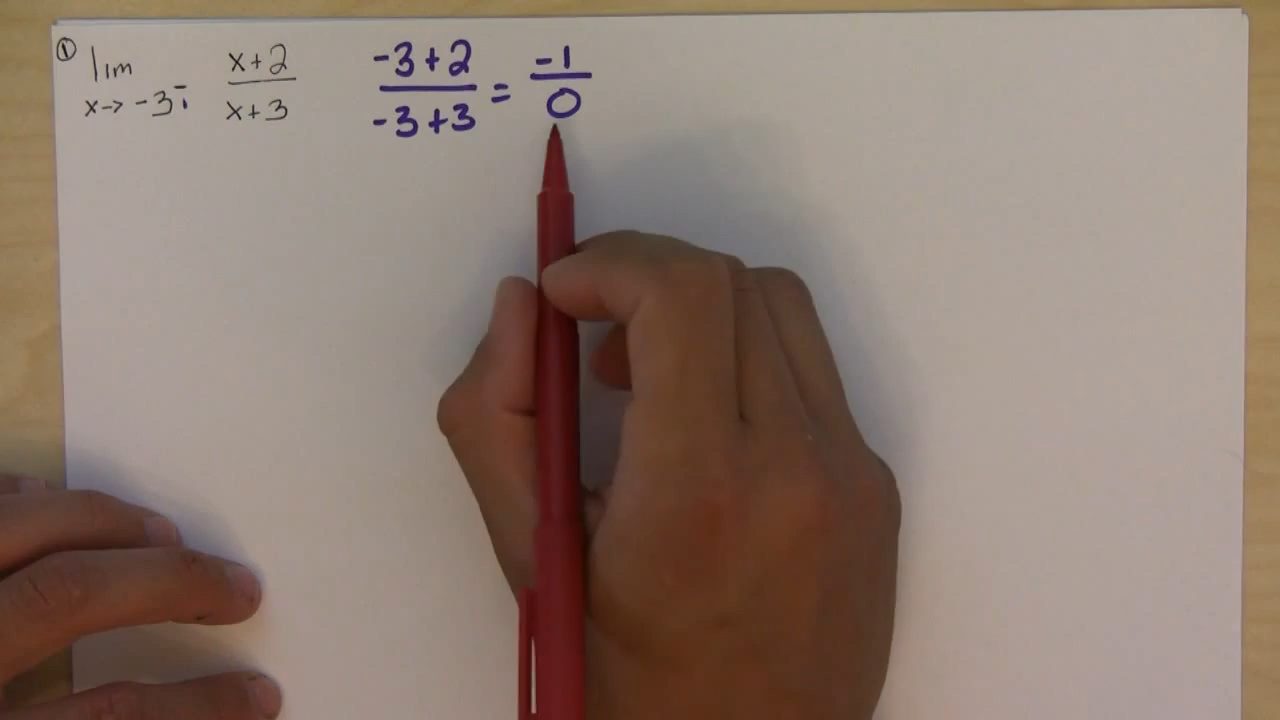 ① lim x→ -3⁻ (x+2)/(x+3) (-3+2)/(-3+3) = -1/0